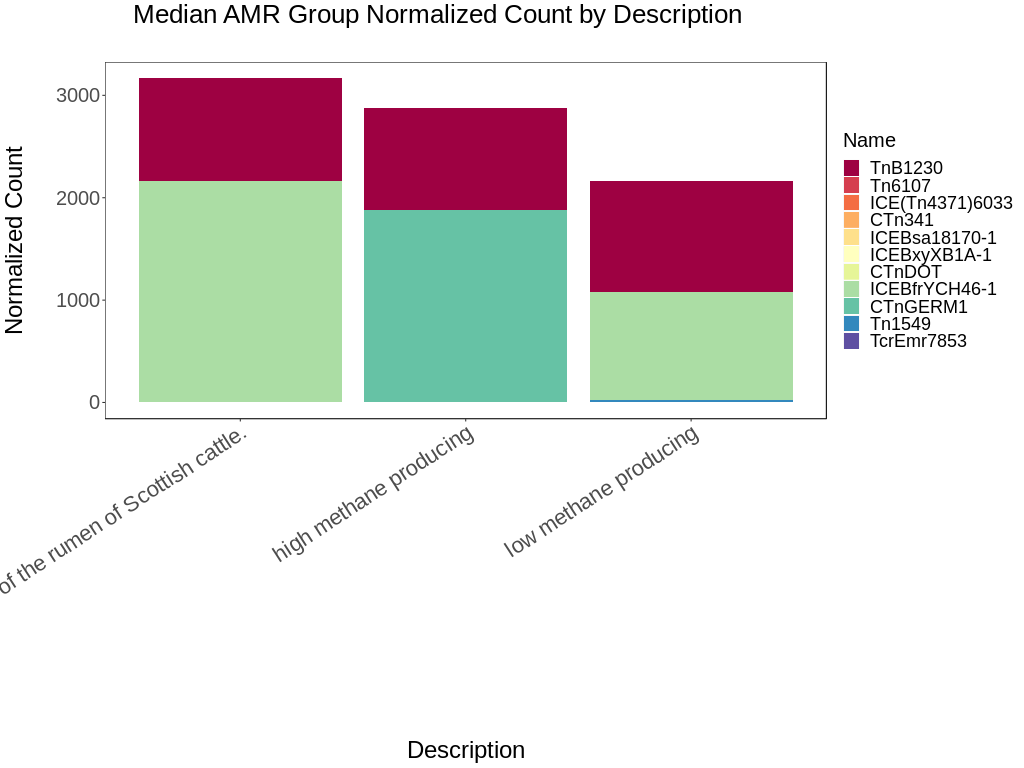 Median AMR Group Normalized Count by Description
Normalized Count
3000
2000
1000
0
of the rumen of Scottish cattle.
high methane producing
low methane producing
Description
Name
TnB1230
Tn6107
ICE(Tn4371)6033
CTn341
ICEBsa18170-1
ICEBxyXB1A-1
CTnDOT
ICEBfrYCH46-1
CTnGERM1
Tn1549
TcrEmr7853